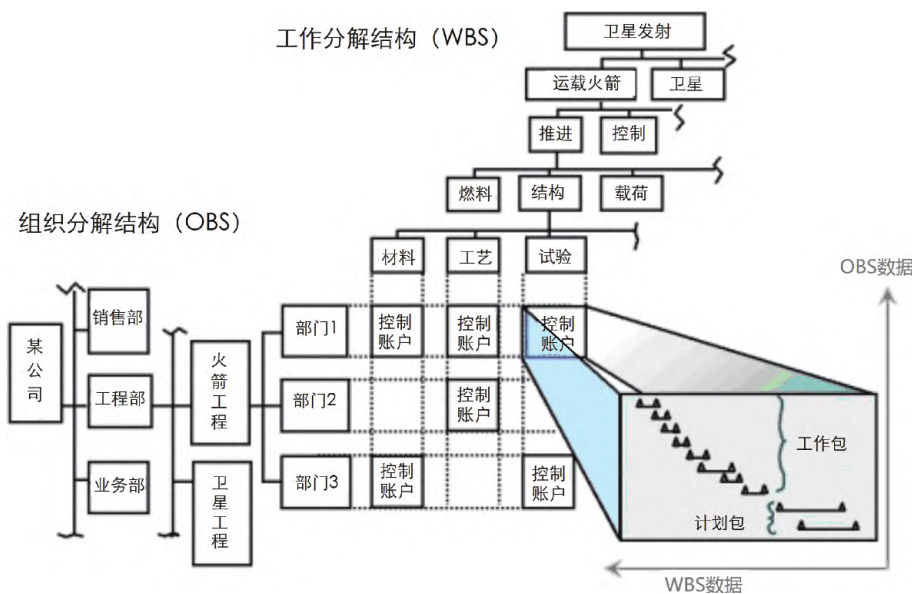 工作分解结构（WBS）
卫星发射
运载火箭
卫星
推进
控制
燃料
结构
载荷
组织分解结构（OBS）
材料
工艺
试验
OBS数据
某公司
销售部
工程部
业务部
火箭工程
卫星工程
部门1
控制
账户
控制
账户
控制
账户
部门2
控制
账户
部门3
控制
账户
控制
账户
工作包
计划包
WBS数据